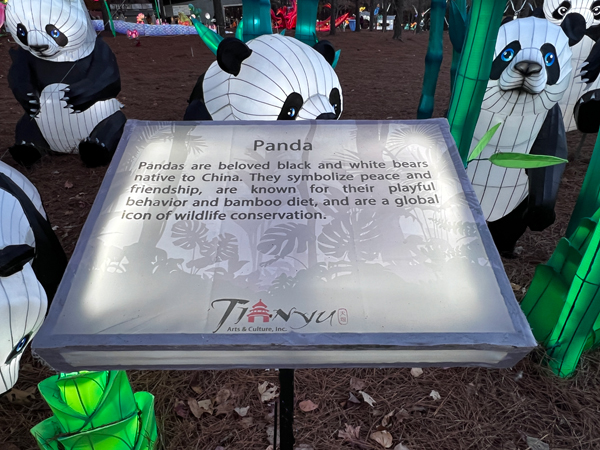 Panda
Pandas are beloved black and white bears
native to China. They symbolize peace and
friendship, are known for their playful
behavior and bamboo diet, and are a global
icon of wildlife conservation.
TIANYU
Arts & Culture, Inc.